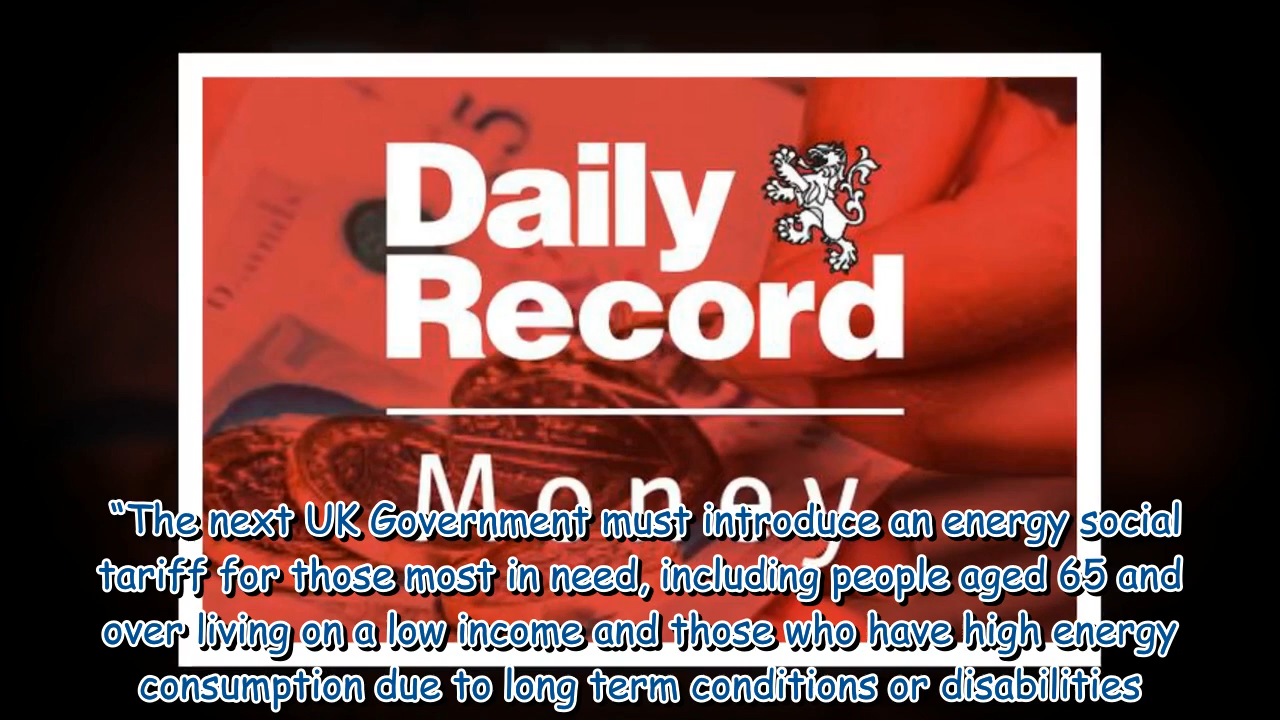 5
Daily
Record
Money
“The next UK Government must introduce an energy social
tariff for those most in need, including people aged 65 and
over living on a low income and those who have high energy
consumption due to long term conditions or disabilities